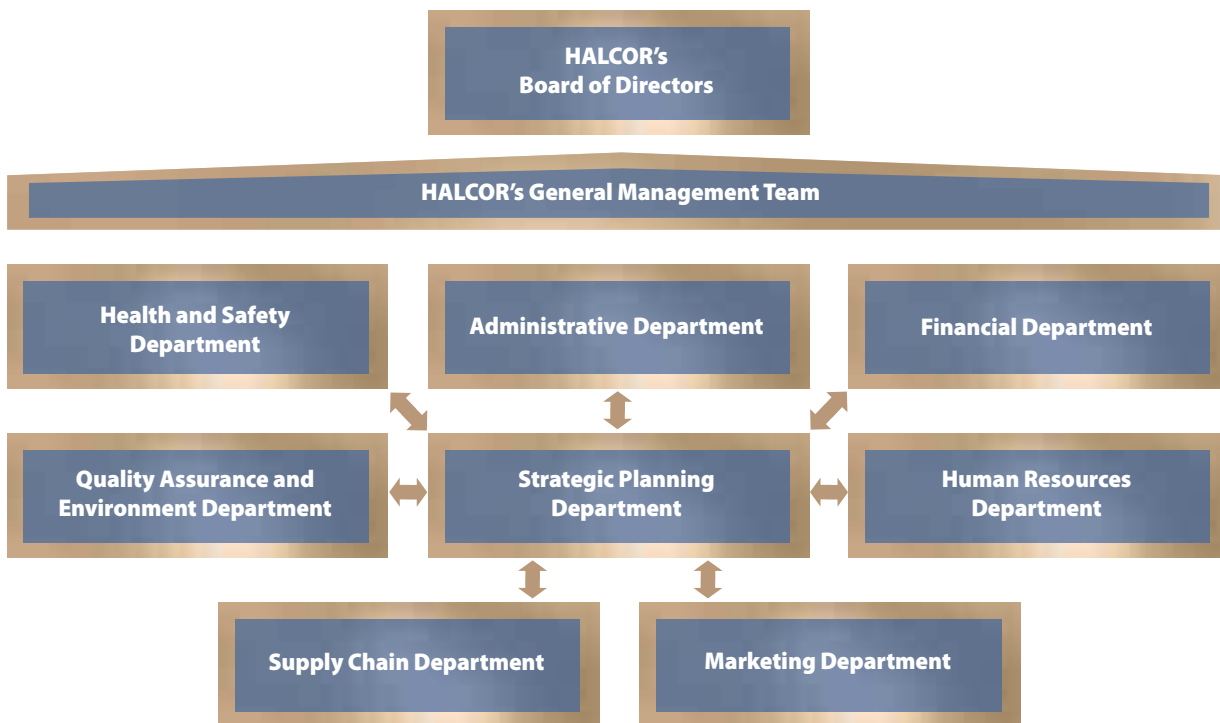 HALCOR’s
Board of Directors
HALCOR’s General Management Team
Health and Safety
Department
Administrative Department
Financial Department
Quality Assurance and
Environment Department
Strategic Planning
Department
Human Resources
Department
Supply Chain Department
Marketing Department